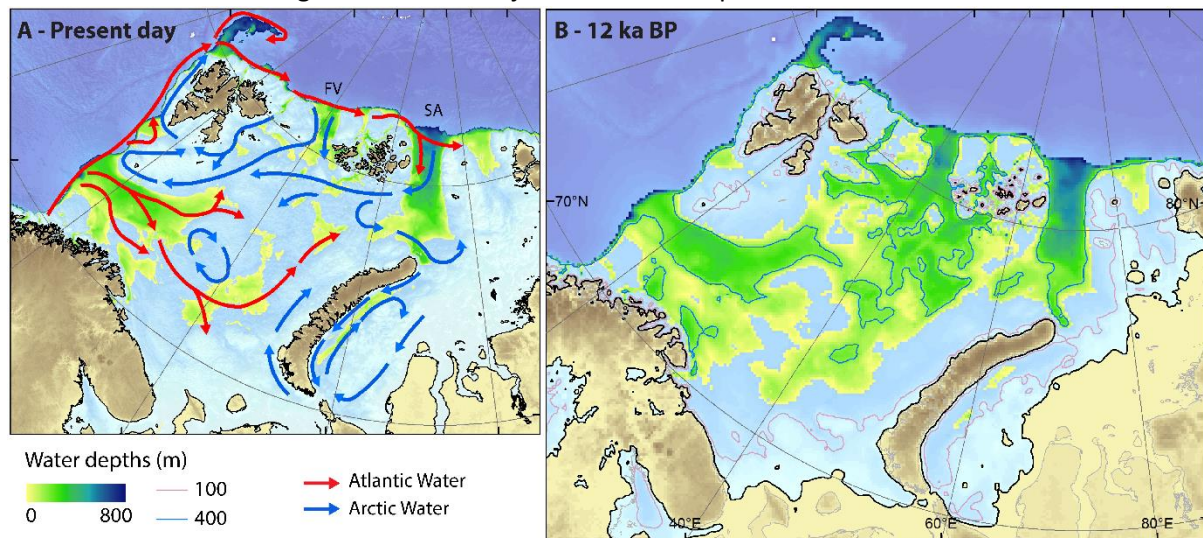 A - Present day
B - 12 ka BP
FV
SA
70°N
80°N
40°E
60°E
80°E
Water depths (m)
0
800
100
400
Atlantic Water
Arctic Water